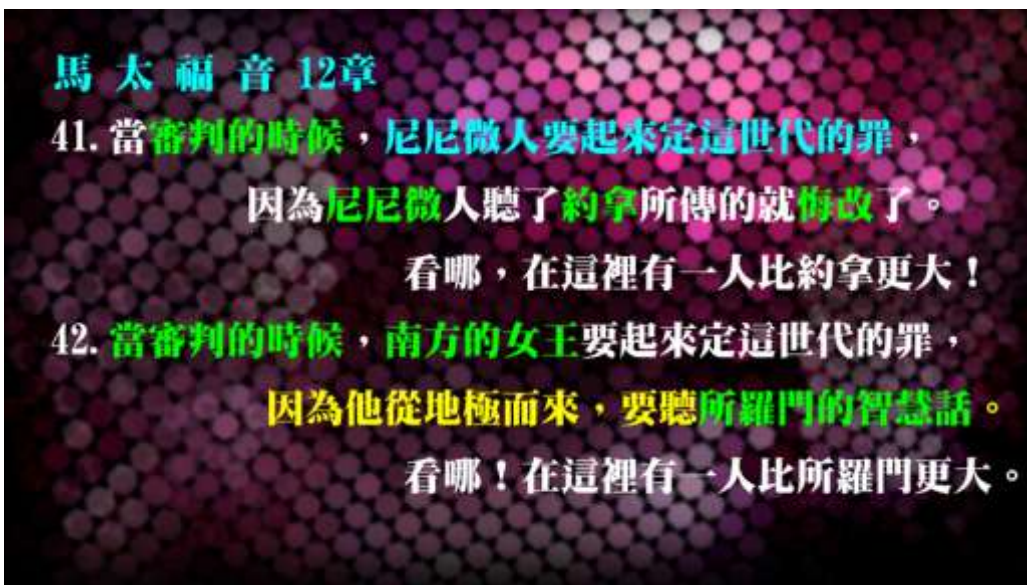 馬太福音 12章
41. 當審判的時候，尼尼微人要起來定這世代的罪，
因為尼尼微人聽了約拿所傳的就悔改了。
看哪，在這裡有一人比約拿更大！
42. 當審判的時候，南方的女王要起來定這世代的罪，
因為他從地極而來，要聽所羅門的智慧話。
看哪！在這裡有一人比所羅門更大。